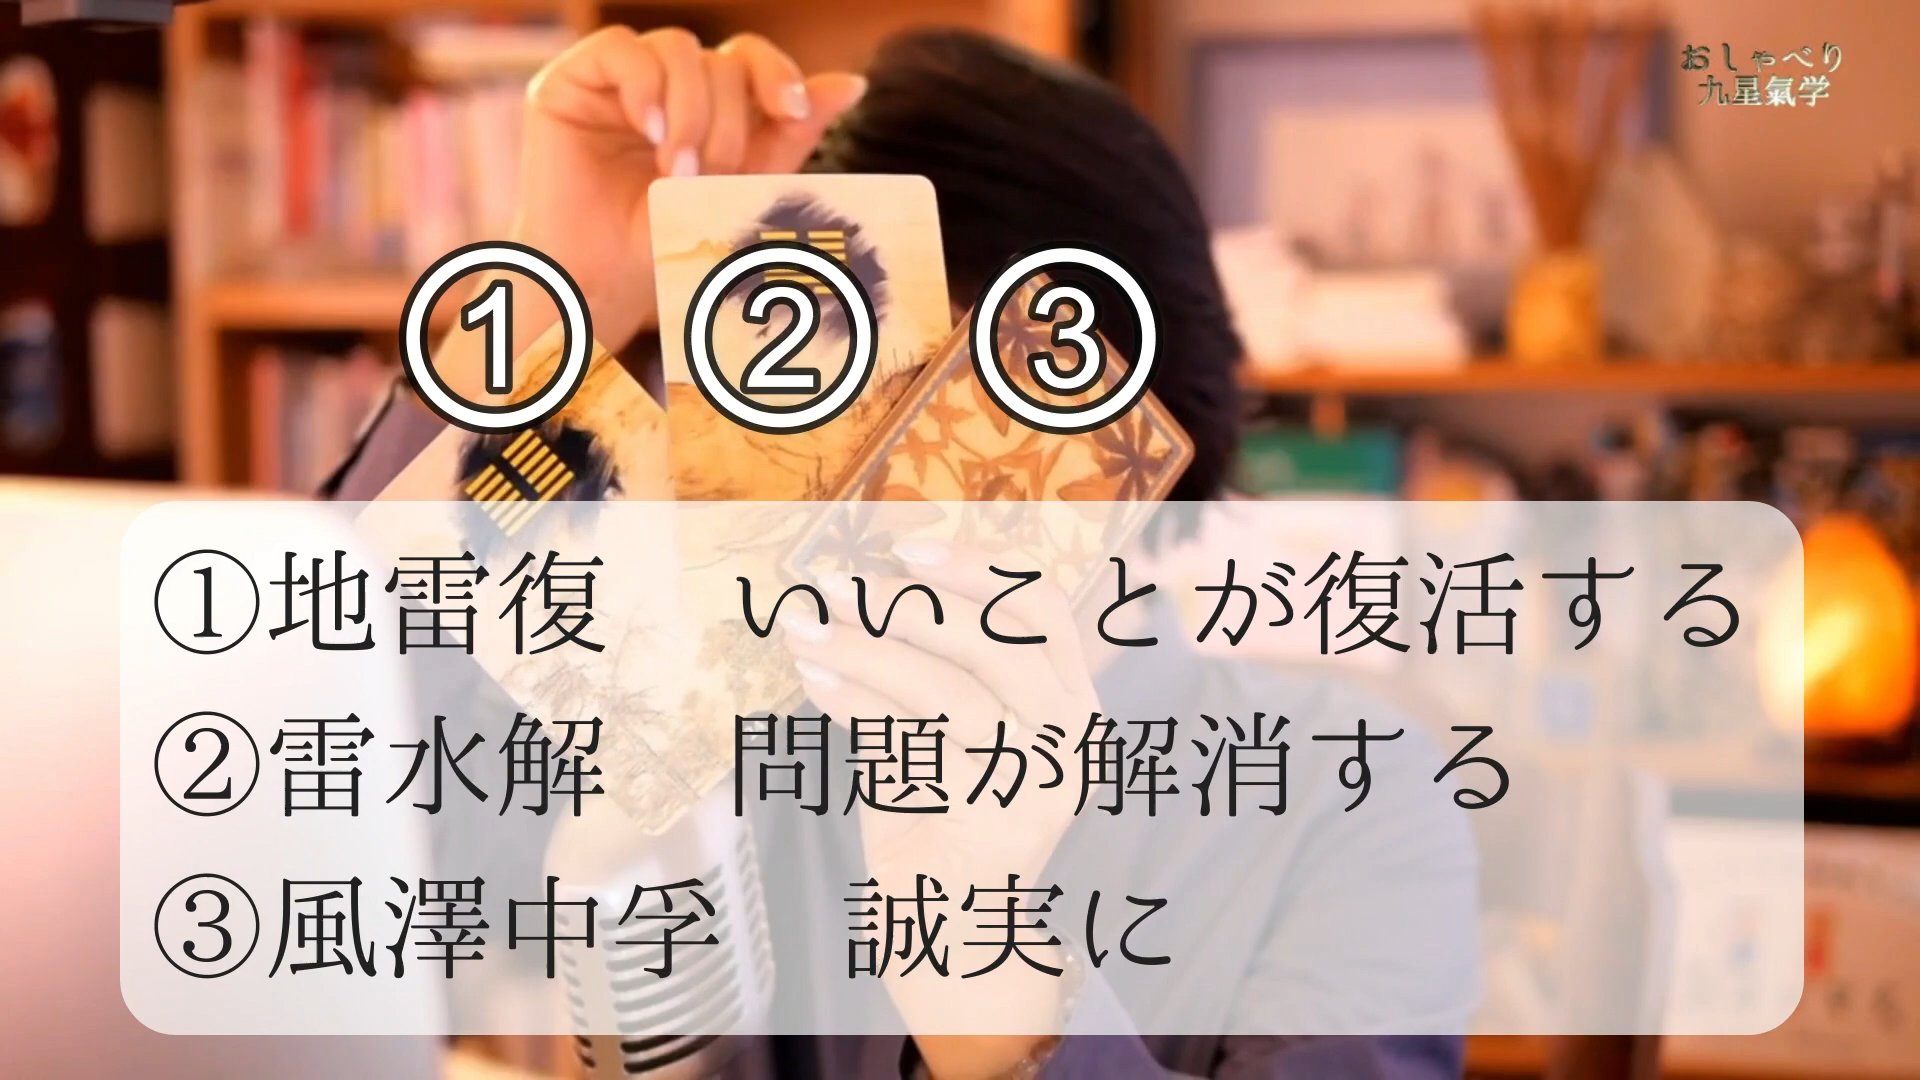 おしゃべり
九星氣学
① ② ③
①地雷復　いいことが復活する
②雷水解　問題が解消する
③風澤中孚　誠実に